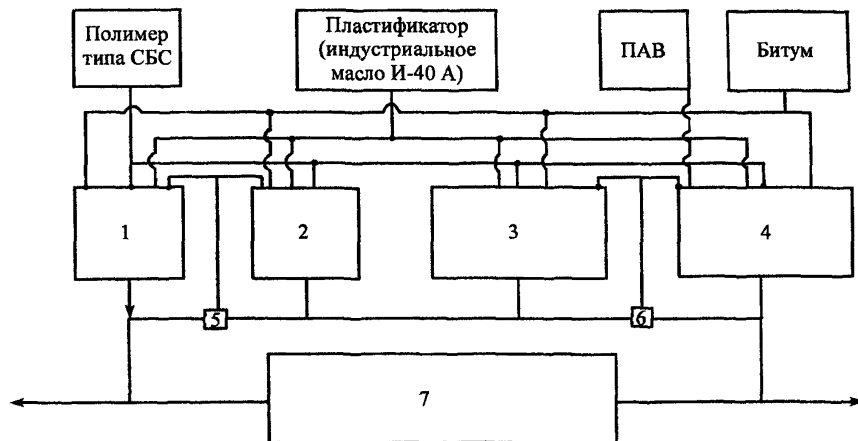 Полимер
типа СБС
Пластификатор
(индустриальное
масло И-40 А)
ПАВ
Битум
1
2
3
4
5
6
7